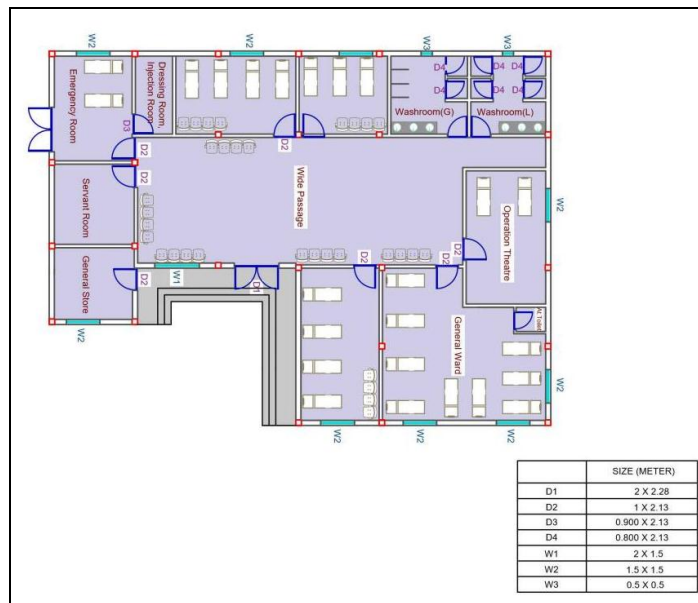 W2
W2
W3
W3
Emergency Room
D3
Dressing Room,
Injection Room
D4
D4
D4
D4
D4
D4
Washroom(G)
Washroom(L)
D2
D2
D2
Servant Room
Wide Passage
Operation Theatre
W2
D2
General Store
D2
W1
D1
D2
D2
At.Toilet
General Ward
W2
W2
W2
W2
W2
SIZE (METER)
D1 2 X 2.28
D2 1 X 2.13
D3 0.900 X 2.13
D4 0.800 X 2.13
W1 2 X 1.5
W2 1.5 X 1.5
W3 0.5 X 0.5